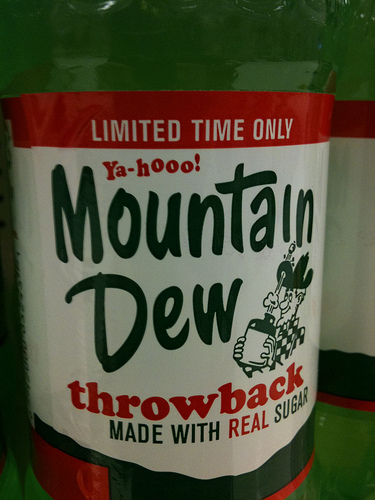 LIMITED TIME ONLY
Ya-hooo!
Mountain
Dew
throwback
MADE WITH REAL SUGAR